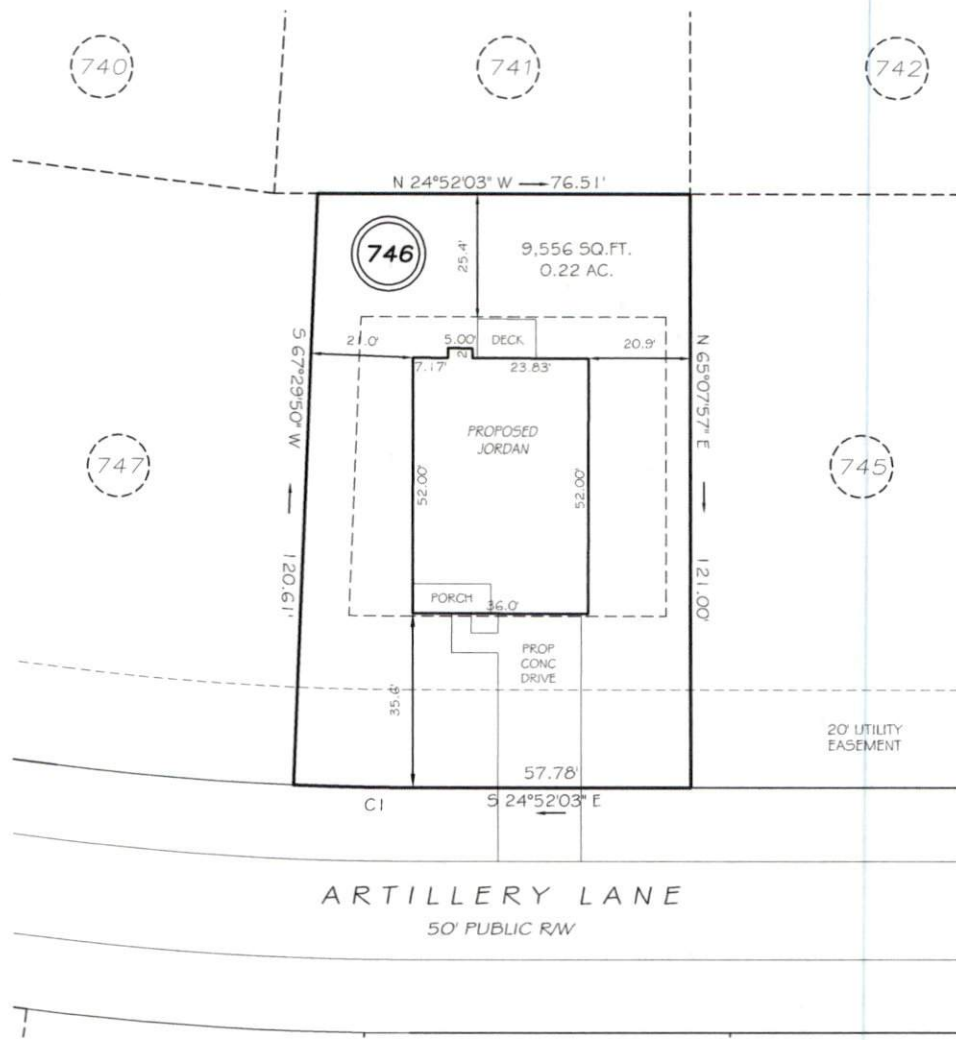 740
741
742
N 24°52'03" W 76.51'
746
9,556 SQ.FT.
0.22 AC.
25.4'
S 67°29'50" W
120.61'
5.00'
2'
DECK
20.9'
7.17'
23.83'
N 65°07'57" E
121.00'
PROPOSED
JORDAN
747
745
52.00'
52.00'
PORCH
36.0'
PROP
CONC
DRIVE
35.6'
20' UTILITY
EASEMENT
57.78'
C1
S 24°52'03" E
ARTILLERY LANE
50' PUBLIC R/W